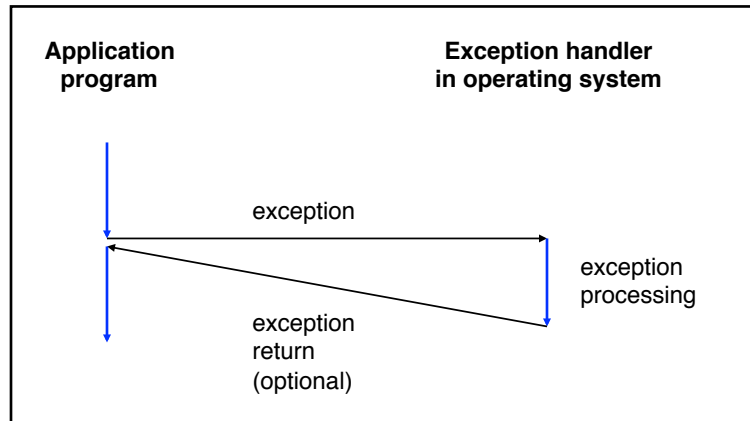 Application
program
Exception handler
in operating system
exception
exception
processing
exception
return
(optional)